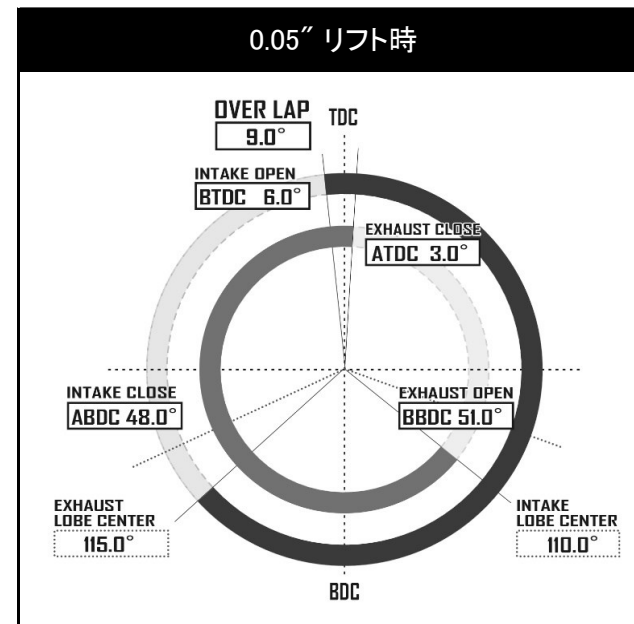 0.05″ リフト時
OVER LAP
9.0°
TDC
INTAKE OPEN
BTDC 6.0°
EXHAUST CLOSE
ATDC 3.0°
INTAKE CLOSE
ABDC 48.0°
EXHAUST OPEN
BBDC 51.0°
EXHAUST
LOBE CENTER
115.0°
INTAKE
LOBE CENTER
110.0°
BDC